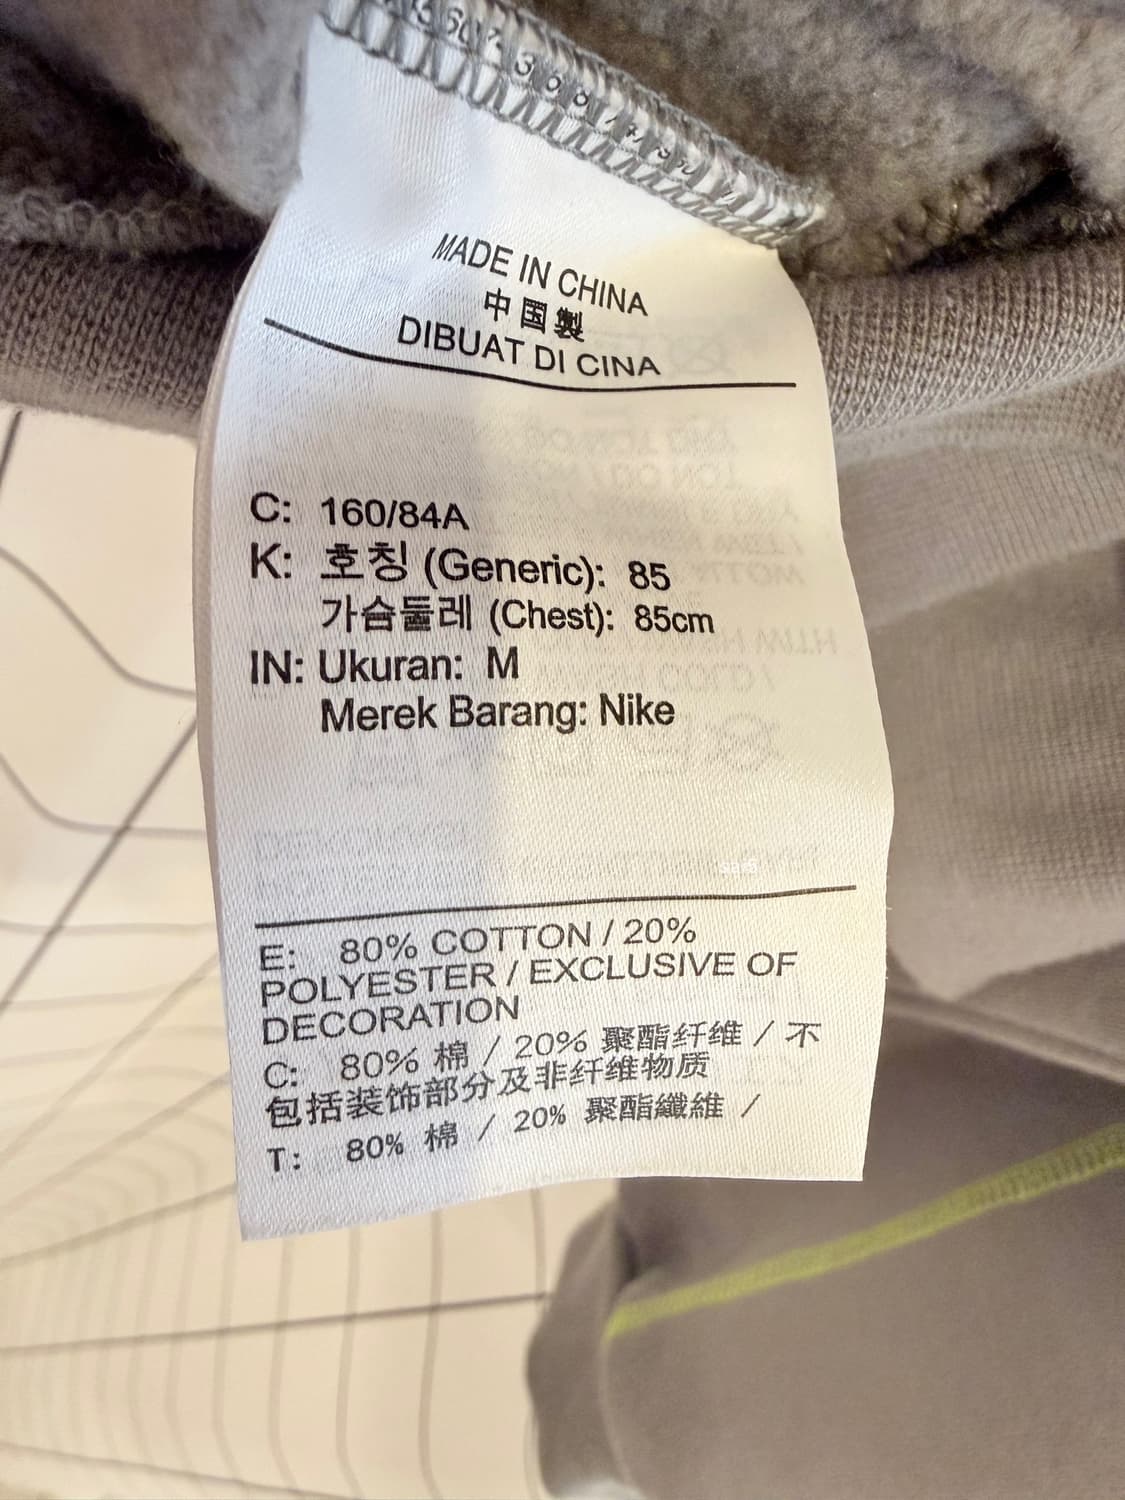 MADE IN CHINA
中国製
DIBUAT DI CINA
C: 160/84A
K: 호칭 (Generic): 85
가슴둘레 (Chest): 85cm
IN: Ukuran: M
Merek Barang: Nike
E: 80% COTTON / 20%
POLYESTER / EXCLUSIVE OF
DECORATION
C: 80% 棉 / 20% 聚酯纤维 / 不
包括装饰部分及非纤维物质
T: 80% 棉 / 20% 聚酯纖維 /